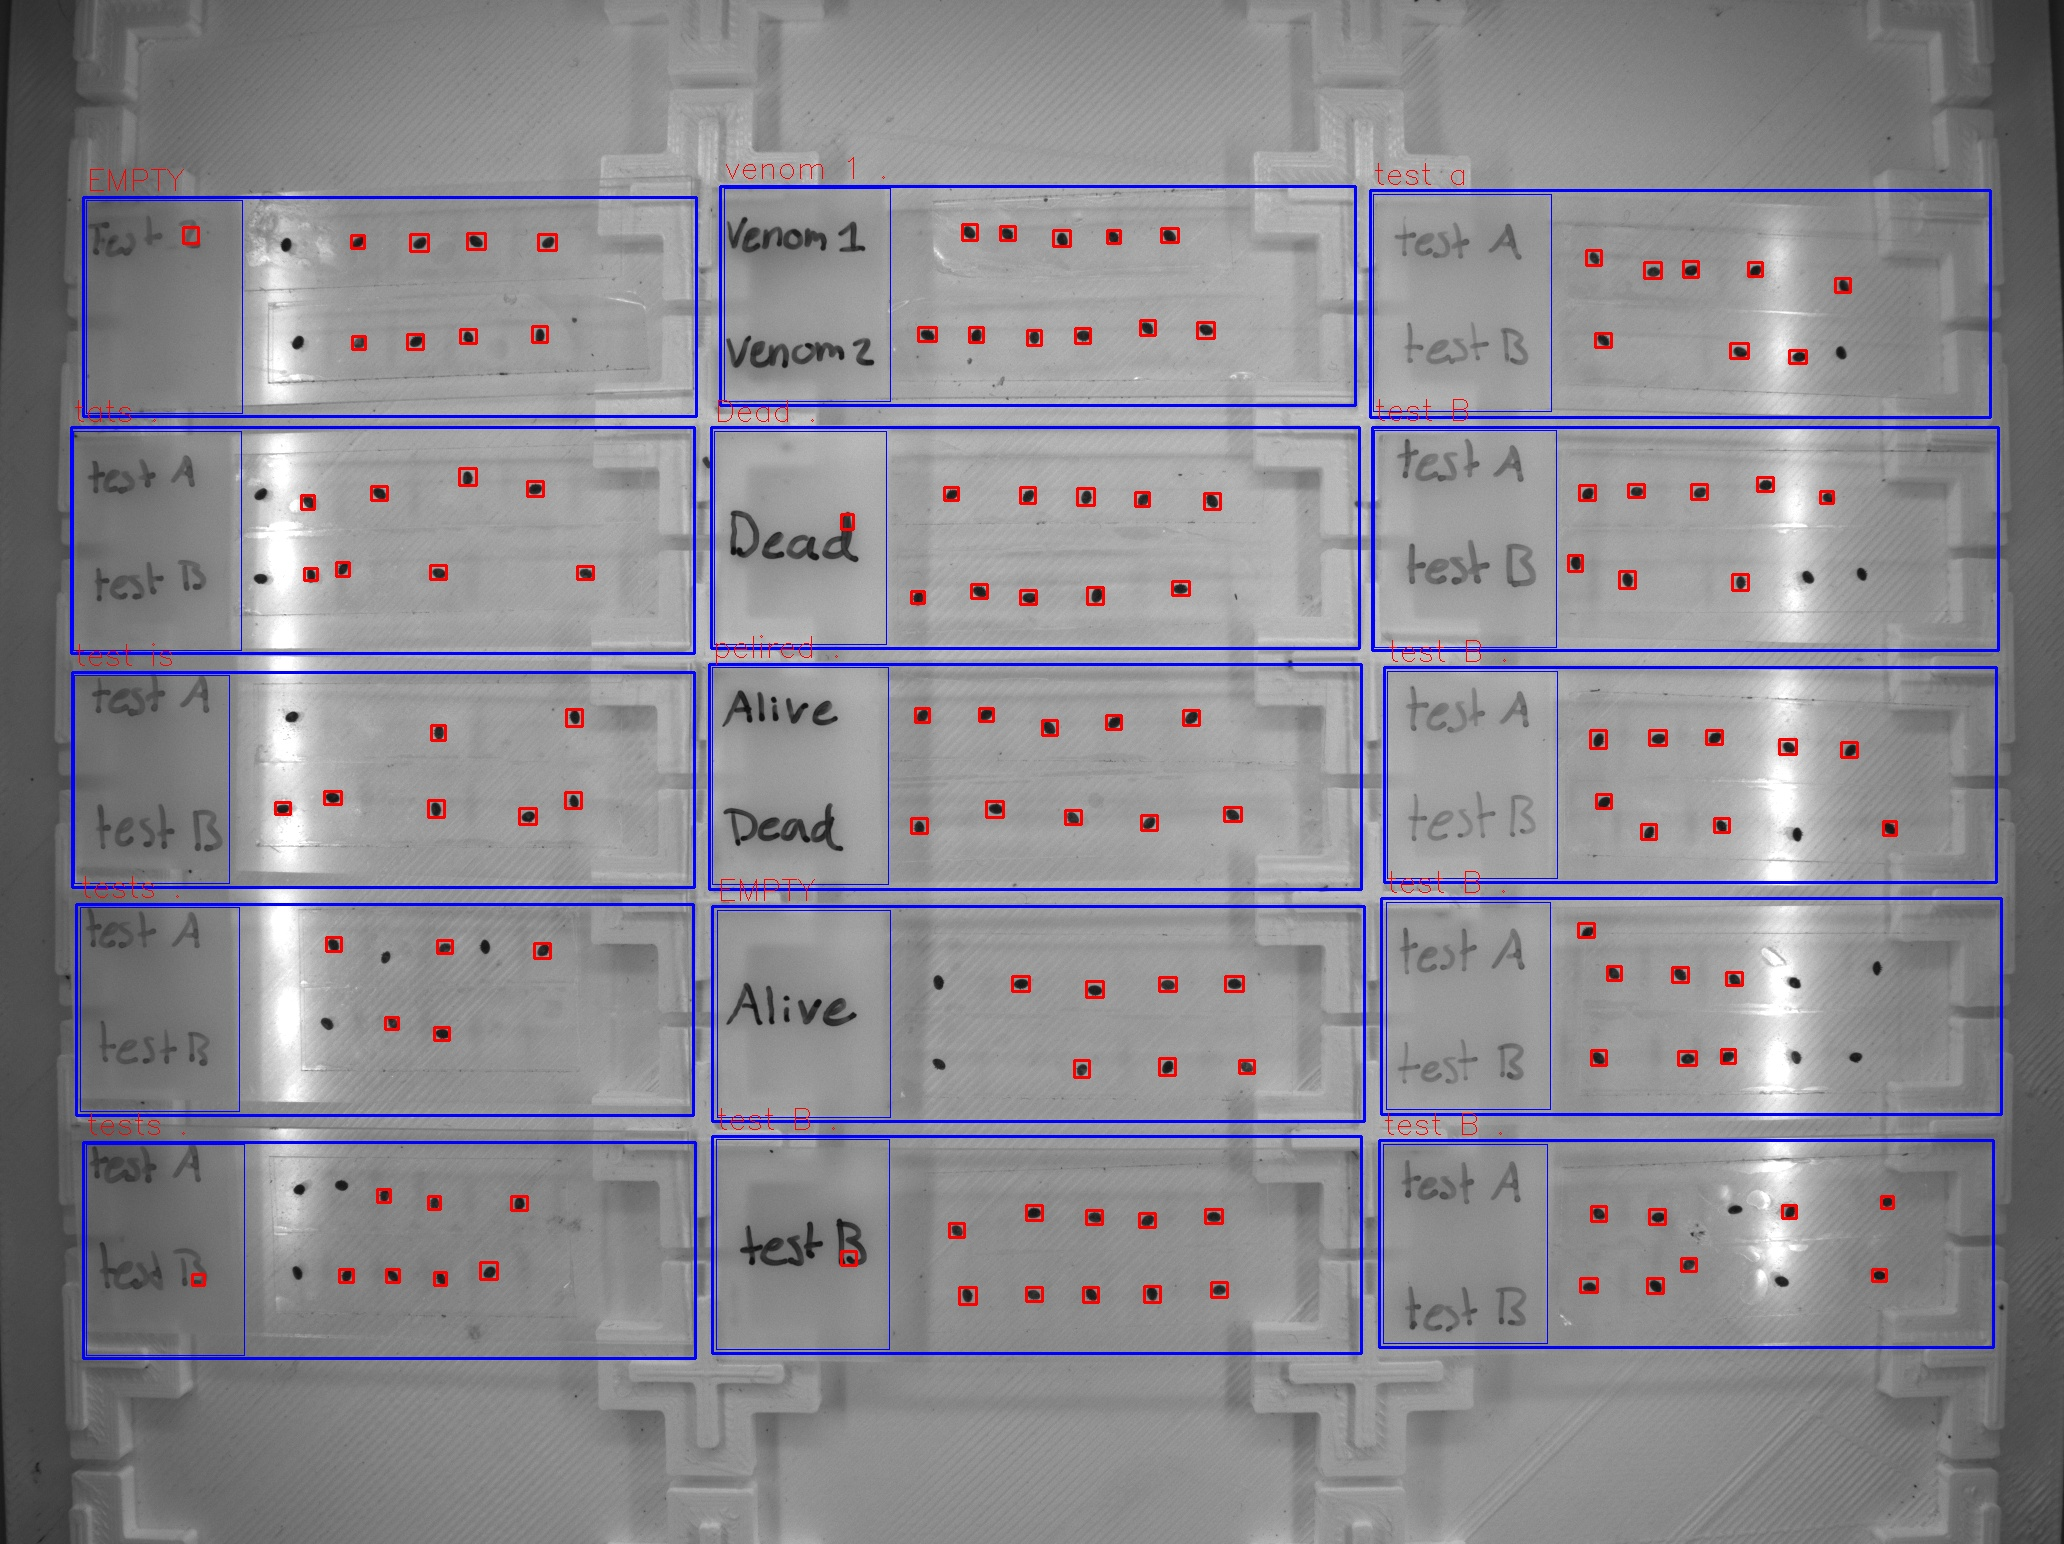 EMPTY
venom 1 .
test a
Test B
Venom 1
Venom 2
test A
test B
tats .
Dead .
test B
test A
test B
Dead
test A
test B
test is
pelired .
test B .
test A
test B
Alive
Dead
test A
test B
tests .
EMPTY
test B .
test A
test B
Alive
test A
test B
tests .
test B .
test B .
test A
test B
test B
test A
test B